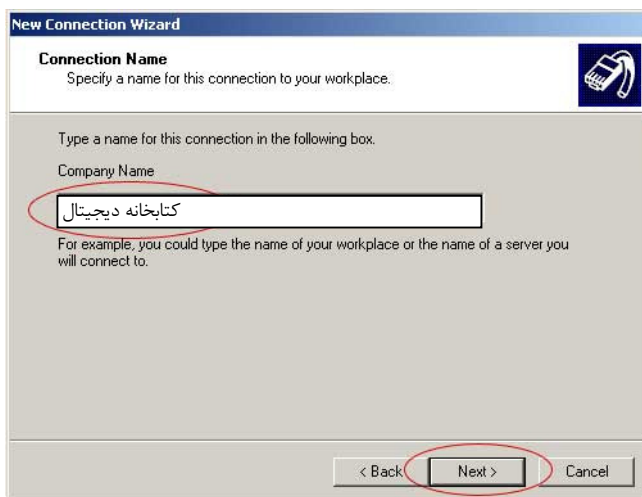 New Connection Wizard
Connection Name
Specify a name for this connection to your workplace.
Type a name for this connection in the following box.
Company Name
کتابخانه دیجیتال
For example, you could type the name of your workplace or the name of a server you
will connect to.
< Back
Next >
Cancel